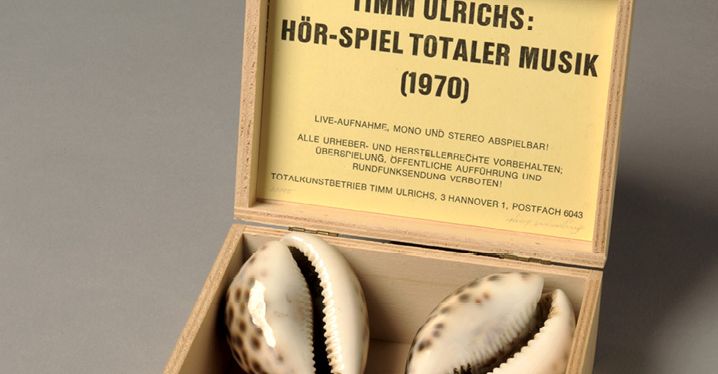 TIMM ULRICHS:
HÖR-SPIEL TOTALER MUSIK
(1970)
LIVE-AUFNAHME, MONO UND STEREO ABSPIELBAR!
ALLE URHEBER- UND HERSTELLERRECHTE VORBEHALTEN;
ÜBERSPIELUNG, ÖFFENTLICHE AUFFÜHRUNG UND
RUNDFUNKSENDUNG VERBOTEN!
TOTALKUNSTBETRIEB TIMM ULRICHS, 3 HANNOVER 1, POSTFACH 6043